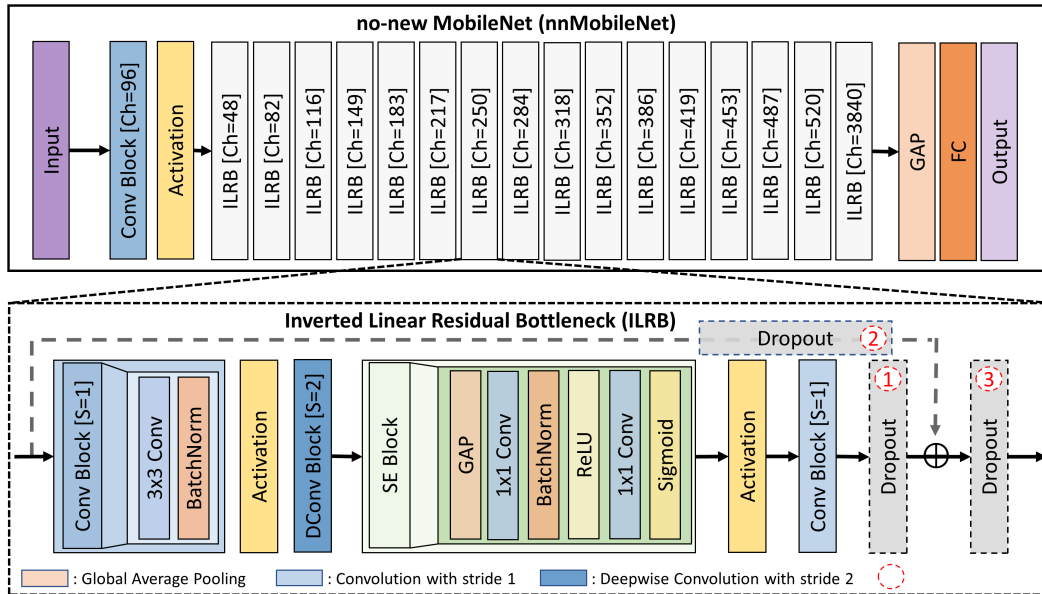 no-new MobileNet (nnMobileNet)
Input
Conv Block [Ch=96]
Activation
ILRB [Ch=48]
ILRB [Ch=82]
ILRB [Ch=116]
ILRB [Ch=149]
ILRB [Ch=183]
ILRB [Ch=217]
ILRB [Ch=250]
ILRB [Ch=284]
ILRB [Ch=318]
ILRB [Ch=352]
ILRB [Ch=386]
ILRB [Ch=419]
ILRB [Ch=453]
ILRB [Ch=487]
ILRB [Ch=520]
ILRB [Ch=3840]
GAP
FC
Output
Inverted Linear Residual Bottleneck (ILRB)
Dropout 2
Conv Block [S=1]
3x3 Conv
BatchNorm
Activation
DConv Block [S=2]
SE Block
GAP
1x1 Conv
BatchNorm
ReLU
1x1 Conv
Sigmoid
Activation
Conv Block [S=1]
1
Dropout
3
Dropout
: Global Average Pooling
: Convolution with stride 1
: Deepwise Convolution with stride 2